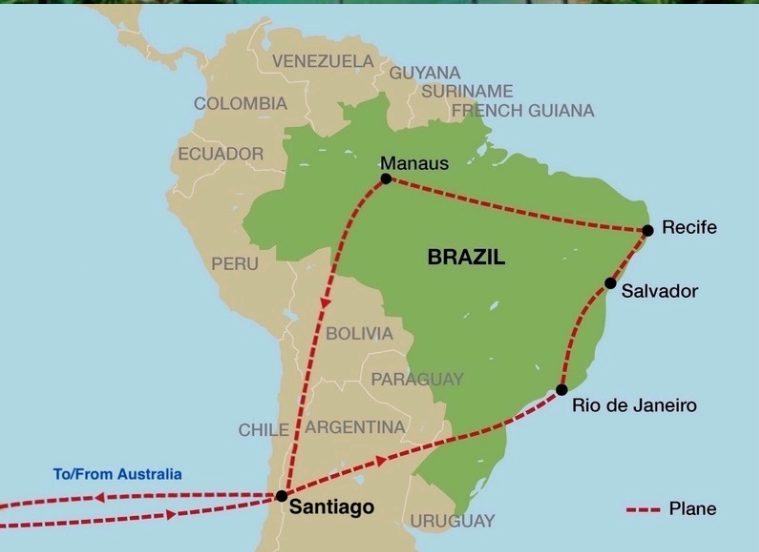 VENEZUELA
GUYANA
SURINAME
FRENCH GUIANA
COLOMBIA
ECUADOR
Manaus
Recife
BRAZIL
PERU
Salvador
BOLIVIA
PARAGUAY
Rio de Janeiro
CHILE
ARGENTINA
To/From Australia
Santiago
Plane
URUGUAY